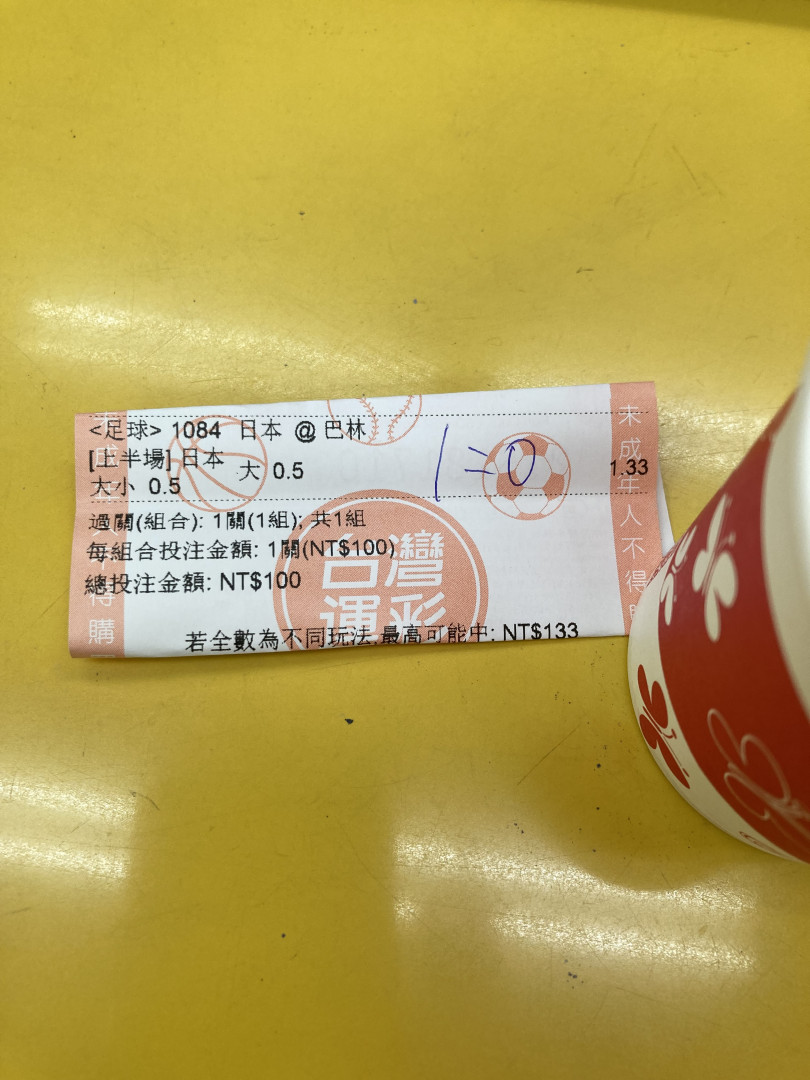 <足球> 1084 日本 @ 巴林
[上半場] 日本 大 0.5
大小 0.5
1=0
1.33
過關(組合): 1關(1組); 共1組
每組合投注金額: 1關(NT$100)
總投注金額: NT$100
若全數為不同玩法,最高可能中: NT$133
台灣
運彩
未成年人不得
得購